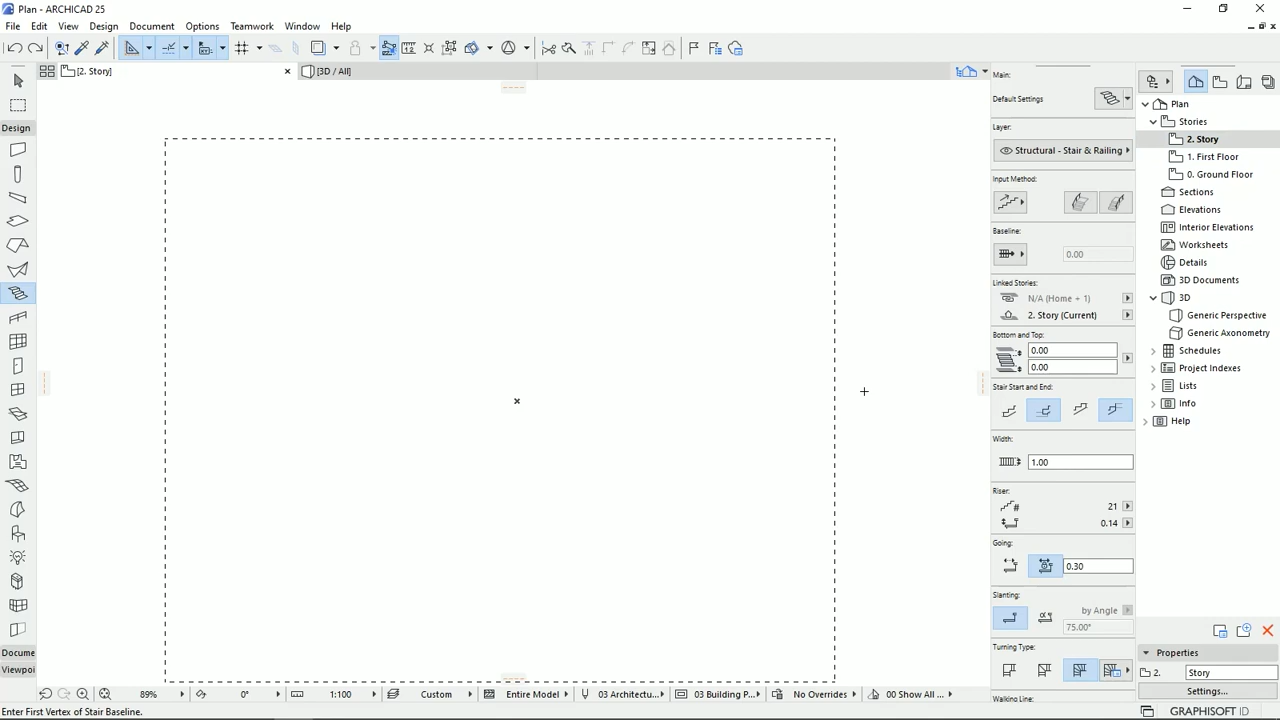 Plan - ARCHICAD 25
File Edit View Design Document Options Teamwork Window Help
[2. Story]
[3D / All]
Design
Docume
Viewpoi
Main:
Default Settings
Layer:
Structural - Stair & Railing
Input Method:
Baseline:
0.00
Linked Stories:
N/A (Home + 1)
2. Story (Current)
Bottom and Top:
0.00
0.00
Stair Start and End:
Width:
1.00
Riser:
21
0.14
Going:
0.30
Slanting:
by Angle
75.00°
Turning Type:
Walking Line:
Plan
Stories
2. Story
1. First Floor
0. Ground Floor
Sections
Elevations
Interior Elevations
Worksheets
Details
3D Documents
3D
Generic Perspective
Generic Axonometry
Schedules
Project Indexes
Lists
Info
Help
Properties
2. Story
Settings...
89% 0° 1:100 Custom Entire Model 03 Architectu... 03 Building P... No Overrides 00 Show All ...
Enter First Vertex of Stair Baseline.
GRAPHISOFT ID